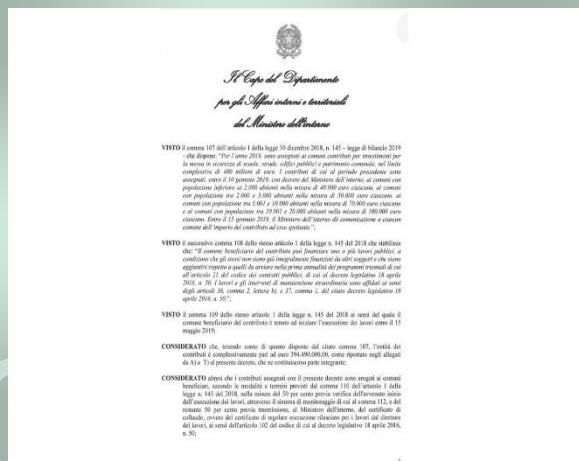 Il Capo del Dipartimento
per gli Affari interni e territoriali
del Ministero dell'interno
VISTO il comma 107 dell'articolo 1 della legge 30 dicembre 2018, n. 145 – legge di bilancio 2019
- che dispone: "Per l'anno 2019, sono assegnati ai comuni contributi per investimenti per
la messa in sicurezza di scuole, strade, edifici pubblici e patrimonio comunale, nel limite
complessivo di 400 milioni di euro. I contributi di cui al periodo precedente sono
assegnati, entro il 10 gennaio 2019, con decreto del Ministero dell'interno, ai comuni con
popolazione inferiore ai 2.000 abitanti nella misura di 40.000 euro ciascuno, ai comuni
con popolazione tra 2.000 e 5.000 abitanti nella misura di 50.000 euro ciascuno, ai
comuni con popolazione tra 5.001 e 10.000 abitanti nella misura di 70.000 euro ciascuno
e ai comuni con popolazione tra 10.001 e 20.000 abitanti nella misura di 100.000 euro
ciascuno. Entro il 15 gennaio 2019, il Ministero dell'interno dà comunicazione a ciascun
comune dell'importo del contributo ad esso spettante.";
VISTO il successivo comma 108 dello stesso articolo 1 della legge n. 145 del 2018 che stabilisce
che: "Il comune beneficiario del contributo può finanziare uno o più lavori pubblici, a
condizione che gli stessi non siano già integralmente finanziati da altri soggetti e che siano
aggiuntivi rispetto a quelli da avviare nella prima annualità dei programmi triennali di cui
all'articolo 21 del codice dei contratti pubblici, di cui al decreto legislativo 18 aprile
2016, n. 50. I lavori e gli interventi di manutenzione straordinaria sono affidati ai sensi
degli articoli 36, comma 2, lettera b), e 37, comma 1, del citato decreto legislativo 18
aprile 2016, n. 50.";
VISTO il comma 109 dello stesso articolo 1 della legge n. 145 del 2018 ai sensi del quale il
comune beneficiario del contributo è tenuto ad iniziare l'esecuzione dei lavori entro il 15
maggio 2019;
CONSIDERATO che, tenendo conto di quanto disposto dal citato comma 107, l'entità dei
contributi è complessivamente pari ad euro 394.490.000,00, come riportato negli allegati
da A) a T) al presente decreto, che ne costituiscono parte integrante;
CONSIDERATO altresì che i contributi assegnati con il presente decreto sono erogati ai comuni
beneficiari, secondo le modalità e termini previsti dal comma 110 dell'articolo 1 della
legge n. 145 del 2018, nella misura del 50 per cento previa verifica dell'avvenuto inizio
dell'esecuzione dei lavori, attraverso il sistema di monitoraggio di cui al comma 112, e del
restante 50 per cento previa trasmissione, al Ministero dell'interno, del certificato di
collaudo, ovvero del certificato di regolare esecuzione rilasciato per i lavori dal direttore
dei lavori, ai sensi dell'articolo 102 del codice di cui al decreto legislativo 18 aprile 2016,
n. 50;